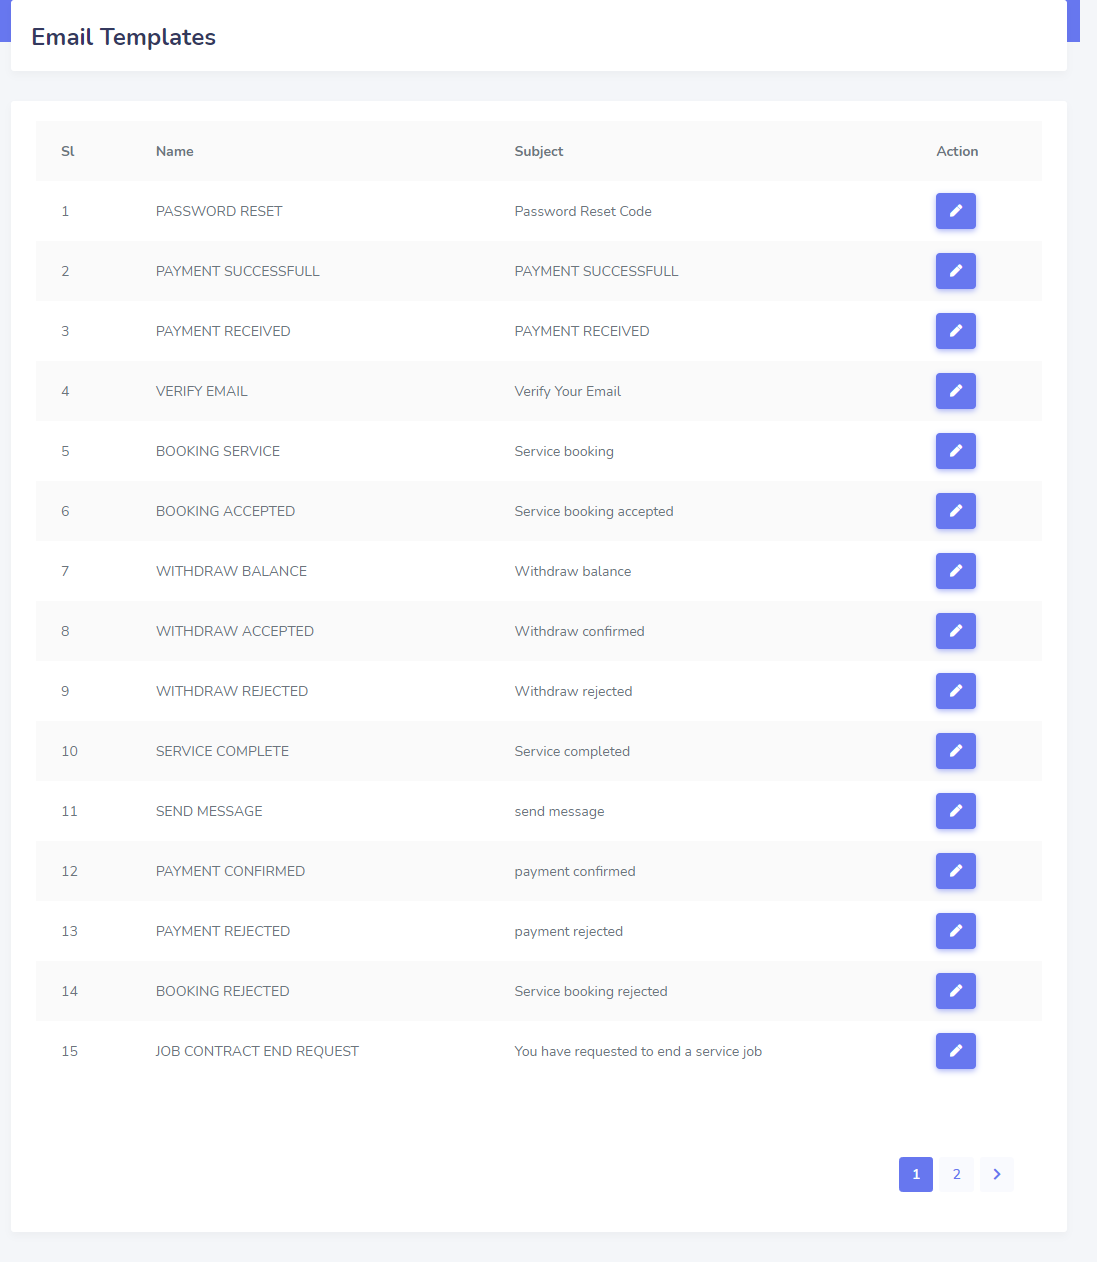 Email Templates
Sl Name Subject Action
1 PASSWORD RESET Password Reset Code
2 PAYMENT SUCCESSFULL PAYMENT SUCCESSFULL
3 PAYMENT RECEIVED PAYMENT RECEIVED
4 VERIFY EMAIL Verify Your Email
5 BOOKING SERVICE Service booking
6 BOOKING ACCEPTED Service booking accepted
7 WITHDRAW BALANCE Withdraw balance
8 WITHDRAW ACCEPTED Withdraw confirmed
9 WITHDRAW REJECTED Withdraw rejected
10 SERVICE COMPLETE Service completed
11 SEND MESSAGE send message
12 PAYMENT CONFIRMED payment confirmed
13 PAYMENT REJECTED payment rejected
14 BOOKING REJECTED Service booking rejected
15 JOB CONTRACT END REQUEST You have requested to end a service job
1 2